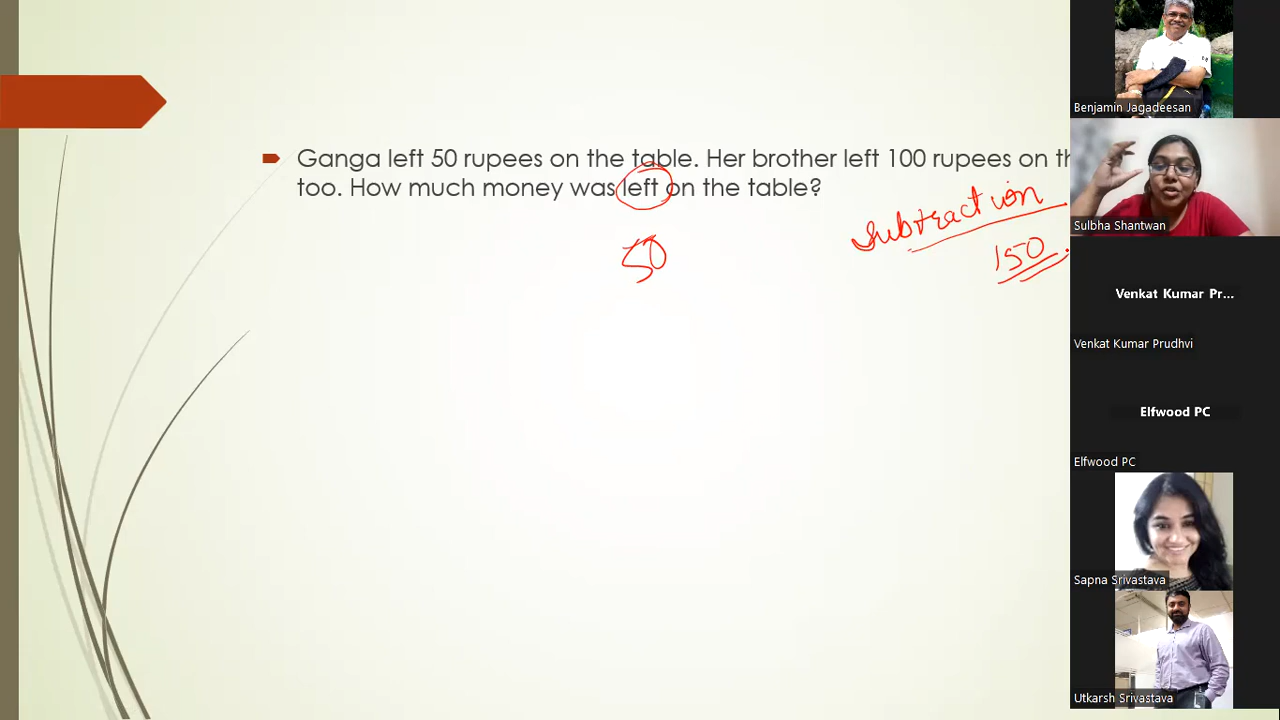 Ganga left 50 rupees on the table. Her brother left 100 rupees on th
too. How much money was left on the table?
Subtraction
50
150
Benjamin Jagadeesan
Sulbha Shantwan
Venkat Kumar Pr...
Venkat Kumar Prudhvi
Elfwood PC
Elfwood PC
Sapna Srivastava
Utkarsh Srivastava